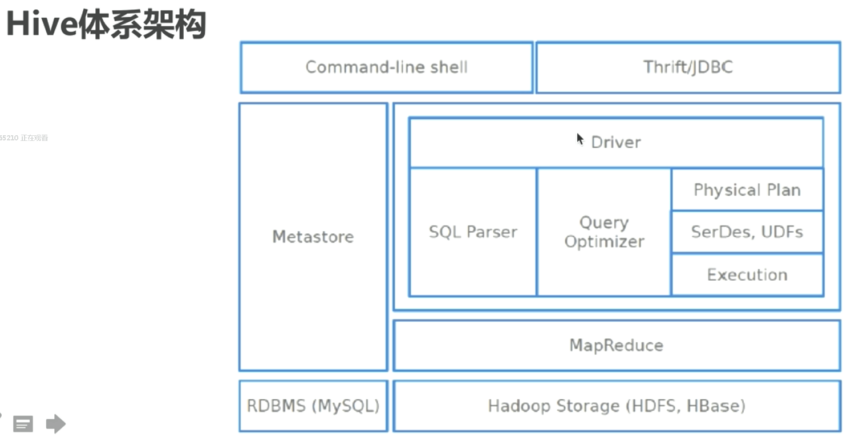 Hive体系架构
Command-line shell
Thrift/JDBC
Metastore
Driver
SQL Parser
Query
Optimizer
Physical Plan
SerDes, UDFs
Execution
MapReduce
RDBMS (MySQL)
Hadoop Storage (HDFS, HBase)